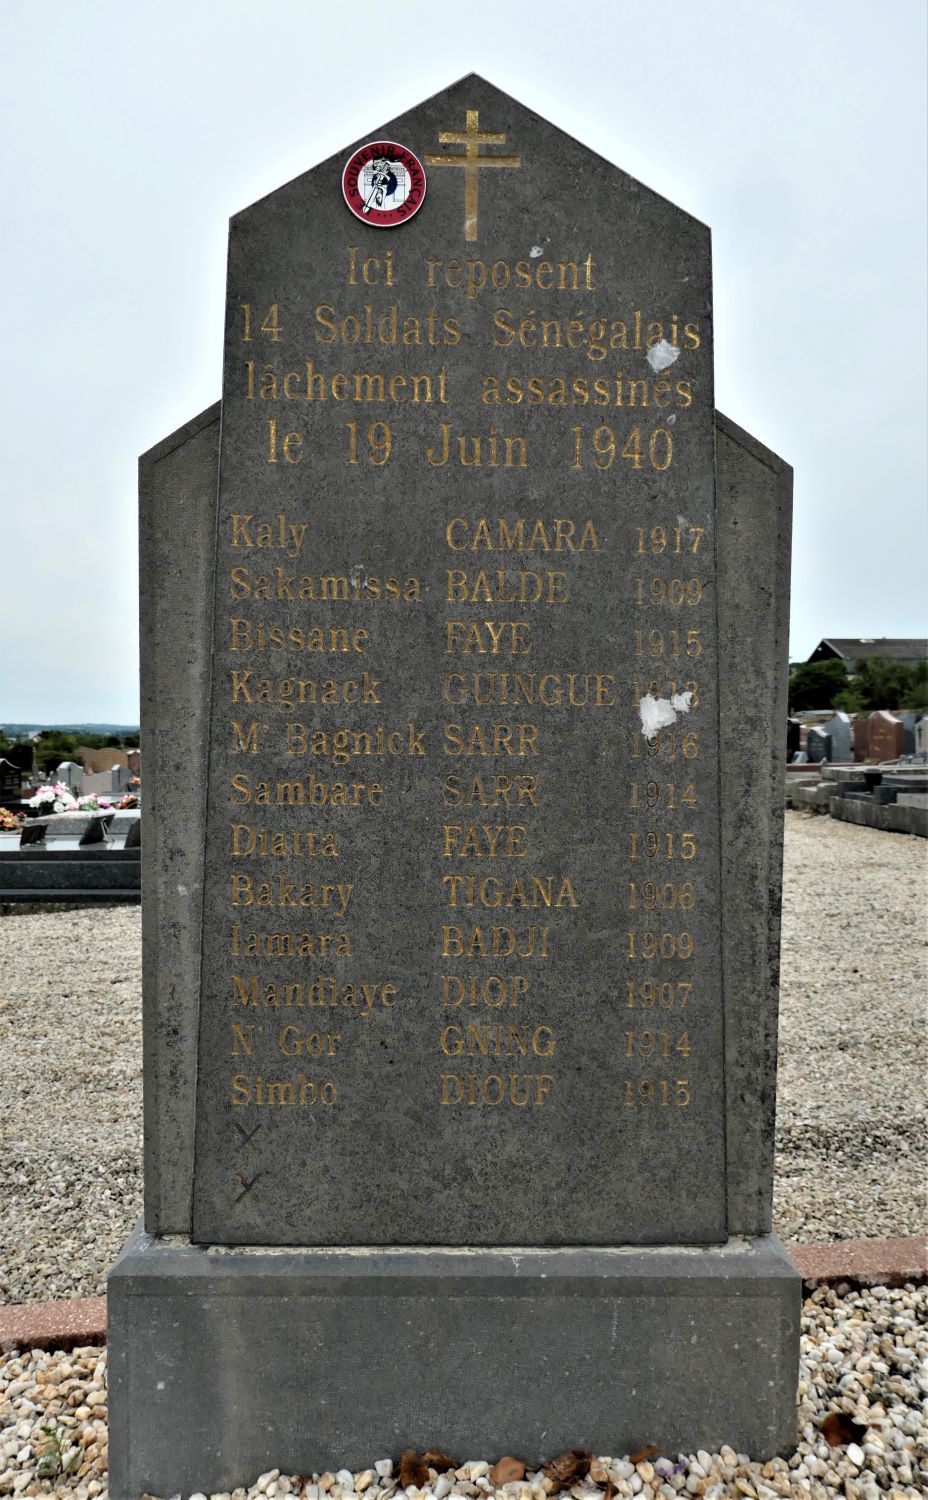 LE SOUVENIR FRANÇAIS
Ici reposent
14 Soldats Sénégalais
lâchement assassinés
le 19 Juin 1940
Kaly CAMARA 1917
Sakamissa BALDE 1909
Bissane FAYE 1915
Kagnack GUINGUE
M' Bagnick SARR 1916
Sambare SARR 1914
Diatta FAYE 1915
Bakary TIGANA 1906
Iamara BADJI 1909
Mandiaye DIOP 1907
N' Gor GNING 1914
Simbo DIOUF 1915
X
X